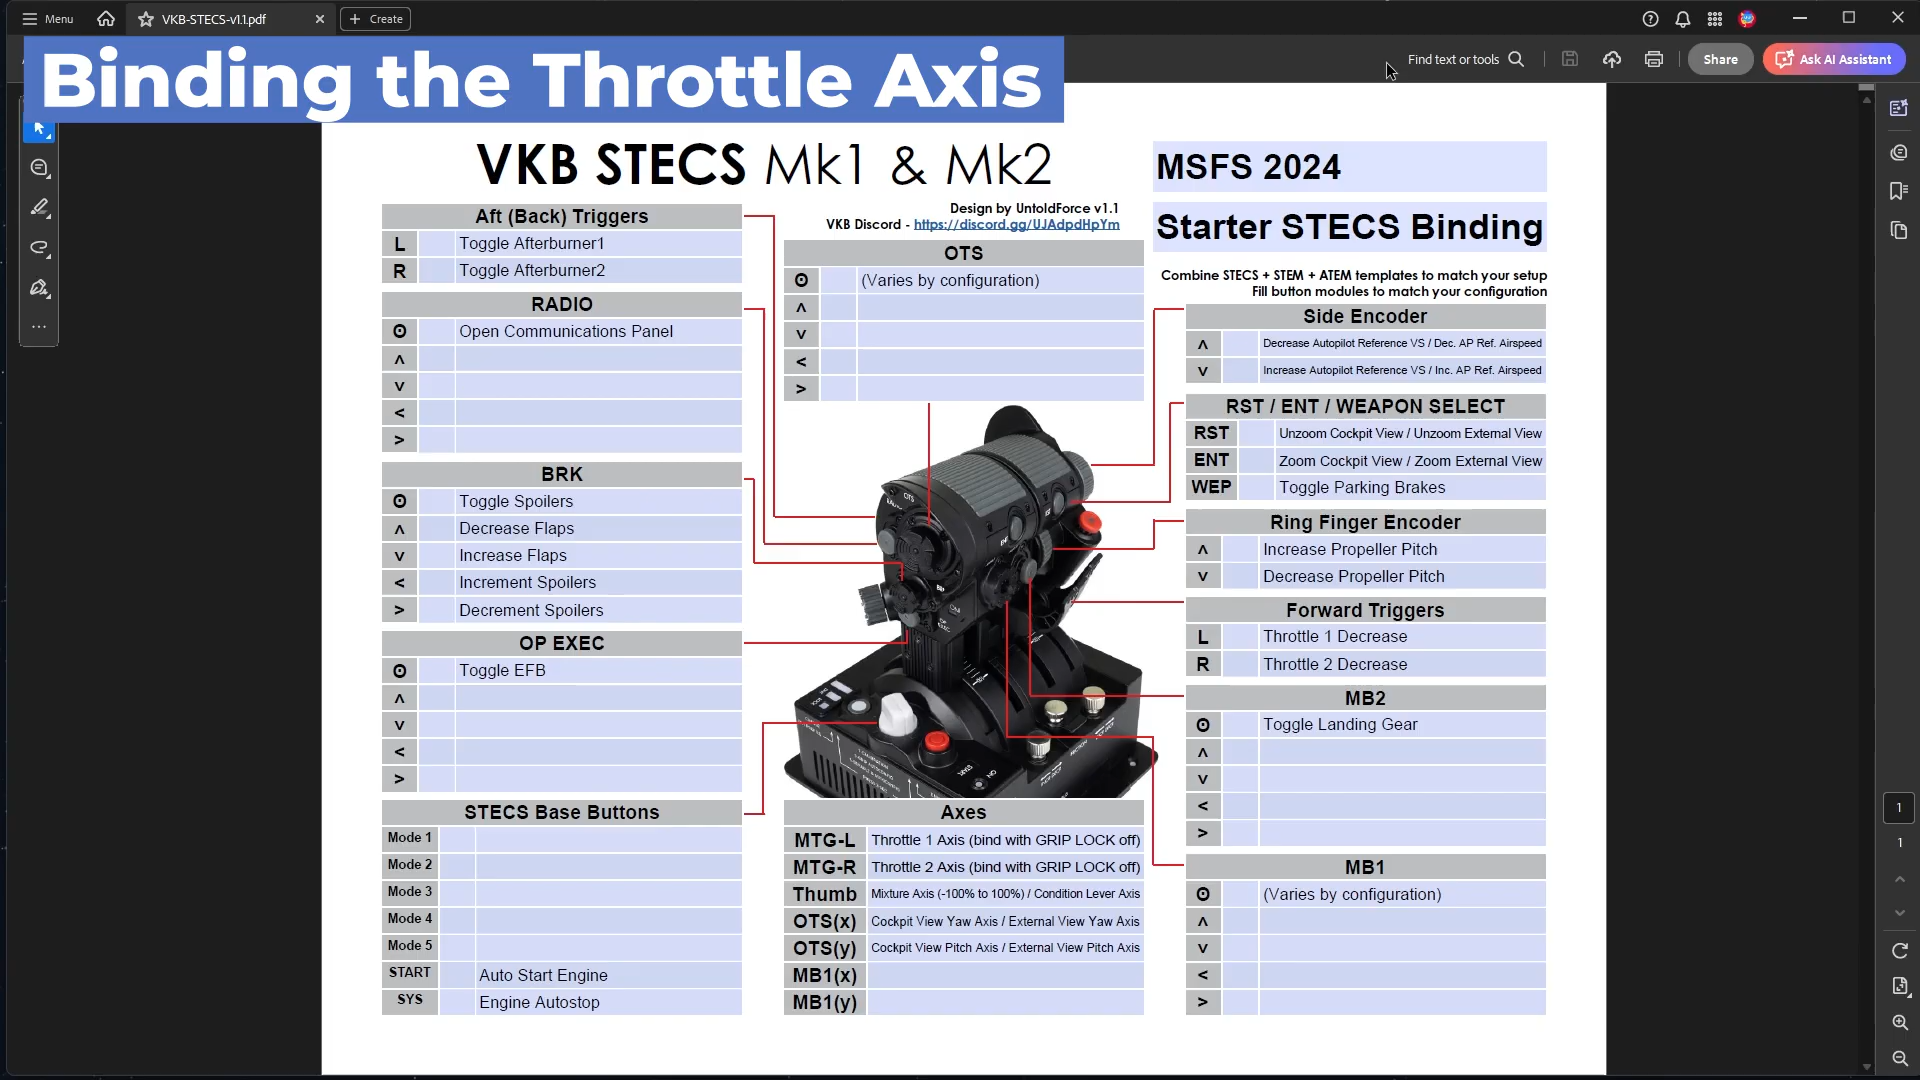 Menu
VKB-STECS-v1.1.pdf
Create
Binding the Throttle Axis
Find text or tools
Share
Ask AI Assistant
VKB STECS Mk1 & Mk2
Design by UntoldForce v1.1
VKB Discord - https://discord.gg/UJAdpdHpYm
MSFS 2024
Starter STECS Binding
Combine STECS + STEM + ATEM templates to match your setup
Fill button modules to match your configuration
Aft (Back) Triggers
L Toggle Afterburner1
R Toggle Afterburner2
RADIO
ʘ Open Communications Panel
˄
˅
<
>
BRK
ʘ Toggle Spoilers
˄ Decrease Flaps
˅ Increase Flaps
< Increment Spoilers
> Decrement Spoilers
OP EXEC
ʘ Toggle EFB
˄
˅
<
>
STECS Base Buttons
Mode 1
Mode 2
Mode 3
Mode 4
Mode 5
START Auto Start Engine
SYS Engine Autostop
OTS
ʘ (Varies by configuration)
˄
˅
<
>
Axes
MTG-L Throttle 1 Axis (bind with GRIP LOCK off)
MTG-R Throttle 2 Axis (bind with GRIP LOCK off)
Thumb Mixture Axis (-100% to 100%) / Condition Lever Axis
OTS(x) Cockpit View Yaw Axis / External View Yaw Axis
OTS(y) Cockpit View Pitch Axis / External View Pitch Axis
MB1(x)
MB1(y)
Side Encoder
˄ Decrease Autopilot Reference VS / Dec. AP Ref. Airspeed
˅ Increase Autopilot Reference VS / Inc. AP Ref. Airspeed
RST / ENT / WEAPON SELECT
RST Unzoom Cockpit View / Unzoom External View
ENT Zoom Cockpit View / Zoom External View
WEP Toggle Parking Brakes
Ring Finger Encoder
˄ Increase Propeller Pitch
˅ Decrease Propeller Pitch
Forward Triggers
L Throttle 1 Decrease
R Throttle 2 Decrease
MB2
ʘ Toggle Landing Gear
˄
˅
<
>
MB1
ʘ (Varies by configuration)
˄
˅
<
>
OTS
START
ON
1
1